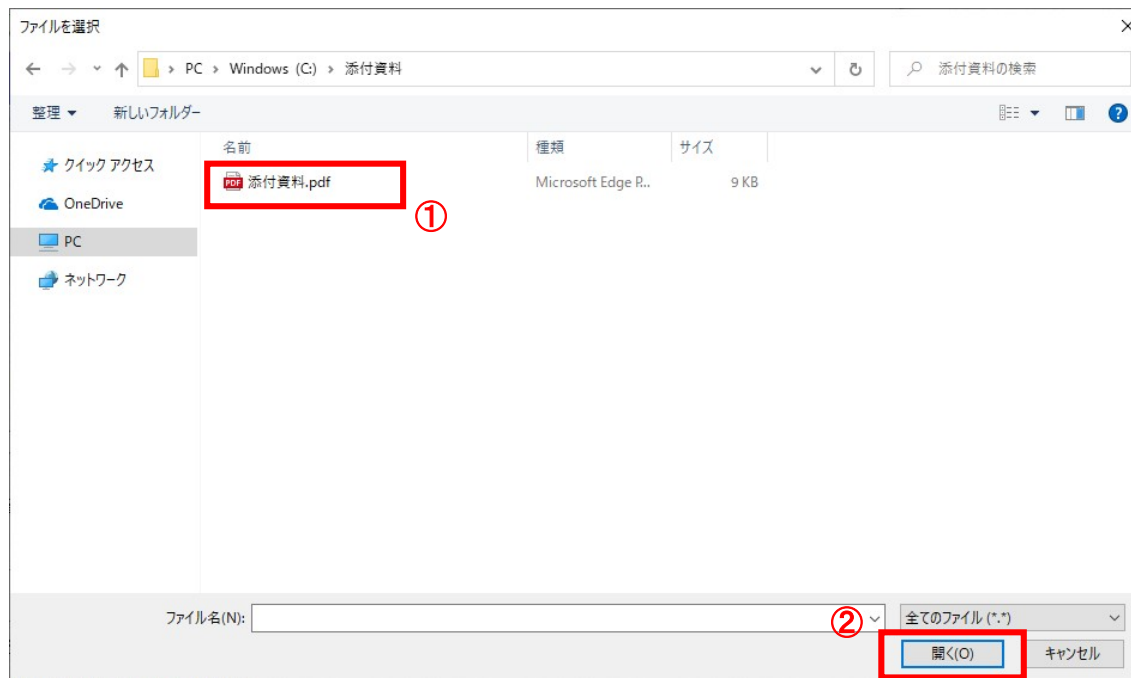 ファイルを選択
PC › Windows (C:) › 添付資料
添付資料の検索
整理 新しいフォルダー
名前 種類 サイズ
クイック アクセス
添付資料.pdf Microsoft Edge P... 9 KB
①
OneDrive
PC
ネットワーク
ファイル名(N):
② 全てのファイル (*.*)
開く(O) キャンセル